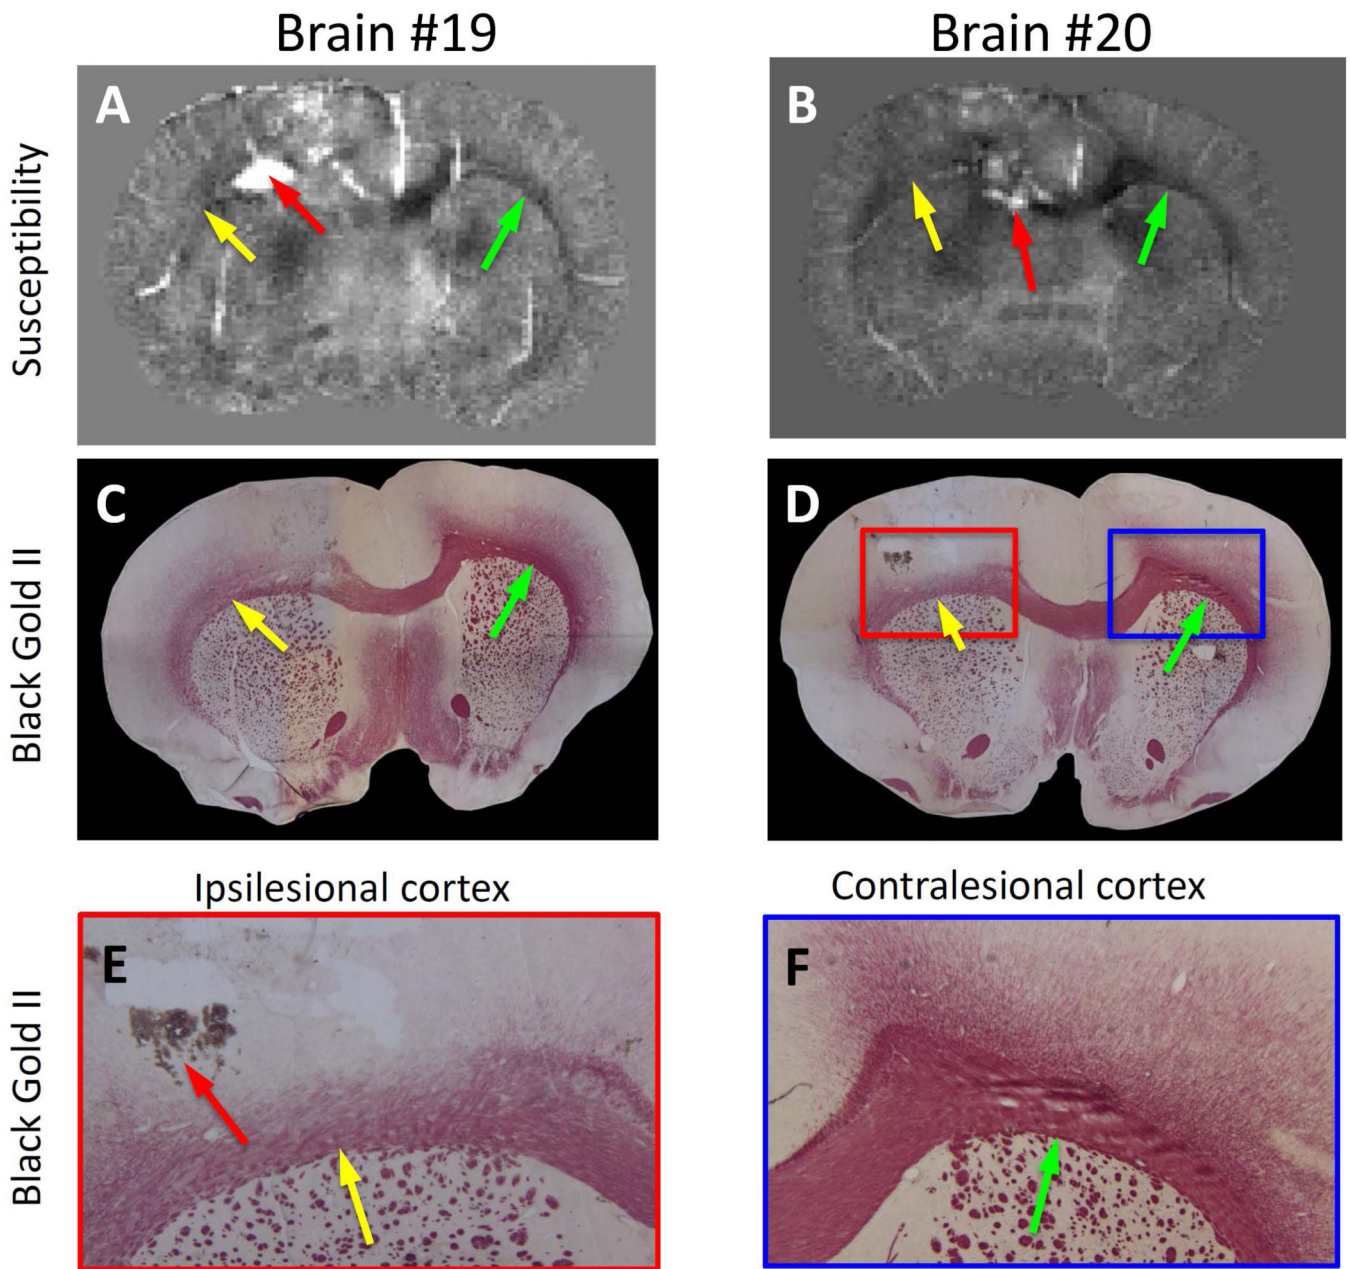 Brain #19
Brain #20
Susceptibility
A
B
Black Gold II
C
D
Ipsilesional cortex
Contralesional cortex
Black Gold II
E
F